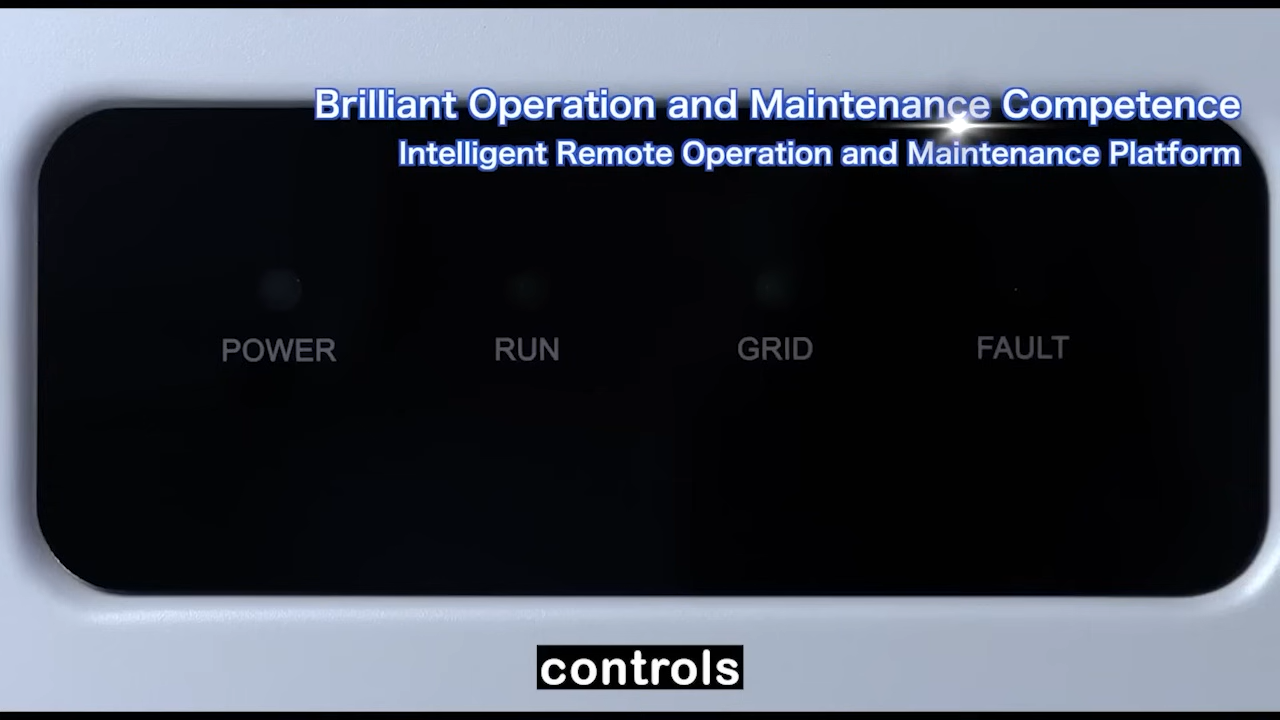 Brilliant Operation and Maintenance Competence
Intelligent Remote Operation and Maintenance Platform
POWER RUN GRID FAULT
controls